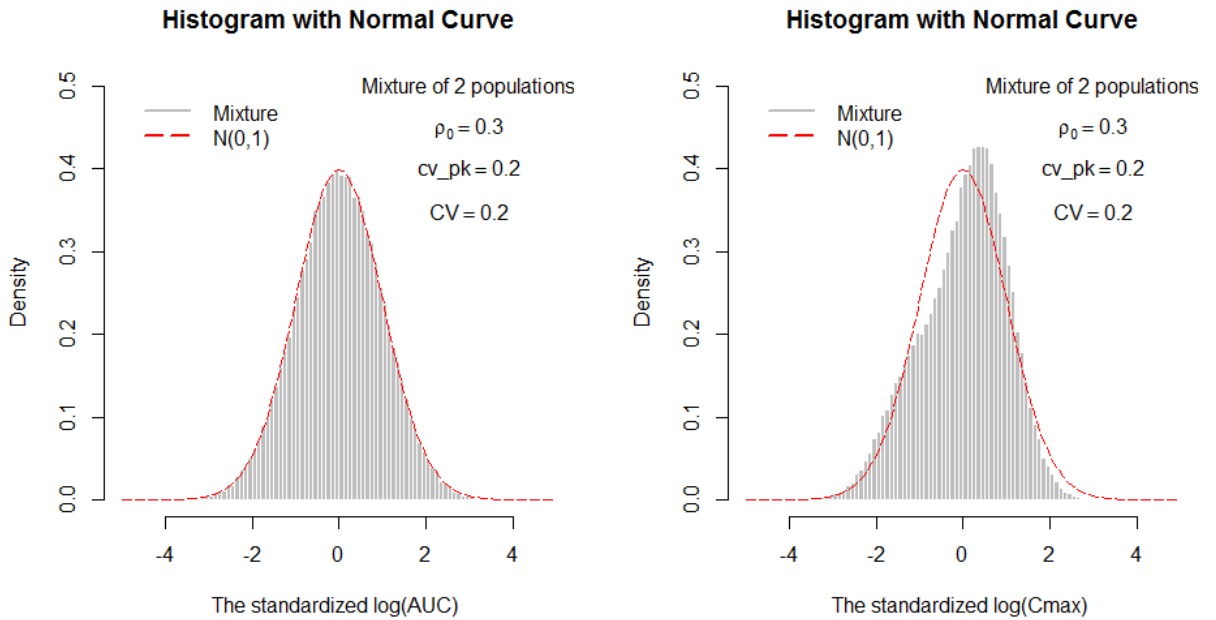 Histogram with Normal Curve
Mixture of 2 populations
Mixture
N(0,1)
ρ0 = 0.3
cv_pk = 0.2
CV = 0.2
Density
0.0
0.1
0.2
0.3
0.4
0.5
-4
-2
0
2
4
The standardized log(AUC)
Histogram with Normal Curve
Mixture of 2 populations
Mixture
N(0,1)
ρ0 = 0.3
cv_pk = 0.2
CV = 0.2
Density
0.0
0.1
0.2
0.3
0.4
0.5
-4
-2
0
2
4
The standardized log(Cmax)